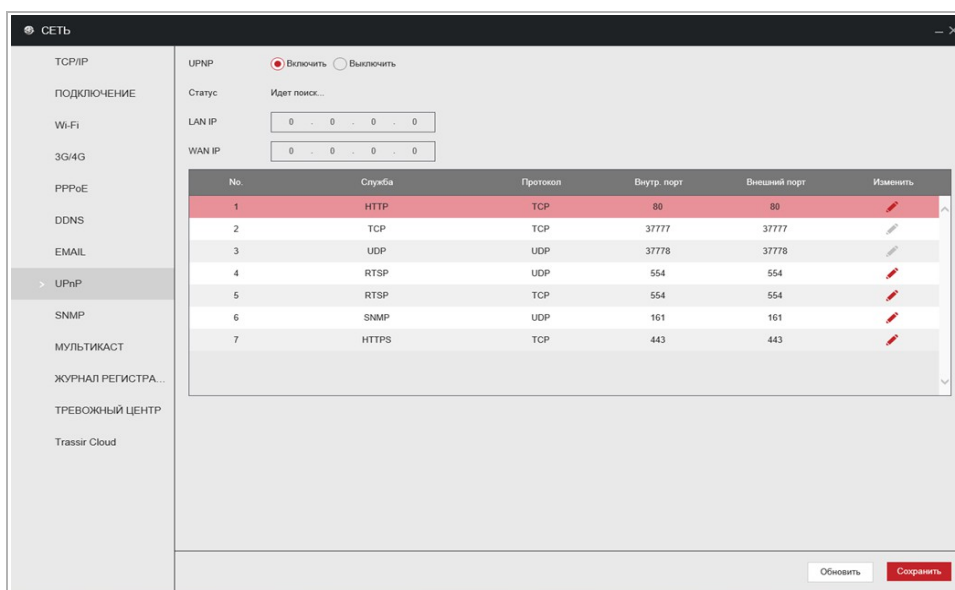 СЕТЬ
TCP/IP
ПОДКЛЮЧЕНИЕ
Wi-Fi
3G/4G
PPPoE
DDNS
EMAIL
> UPnP
SNMP
МУЛЬТИКАСТ
ЖУРНАЛ РЕГИСТРА...
ТРЕВОЖНЫЙ ЦЕНТР
Trassir Cloud
UPNP Включить Выключить
Статус Идет поиск...
LAN IP 0 . 0 . 0 . 0
WAN IP 0 . 0 . 0 . 0
No. Служба Протокол Внутр. порт Внешний порт Изменить
1 HTTP TCP 80 80
2 TCP TCP 37777 37777
3 UDP UDP 37778 37778
4 RTSP UDP 554 554
5 RTSP TCP 554 554
6 SNMP UDP 161 161
7 HTTPS TCP 443 443
Обновить Сохранить